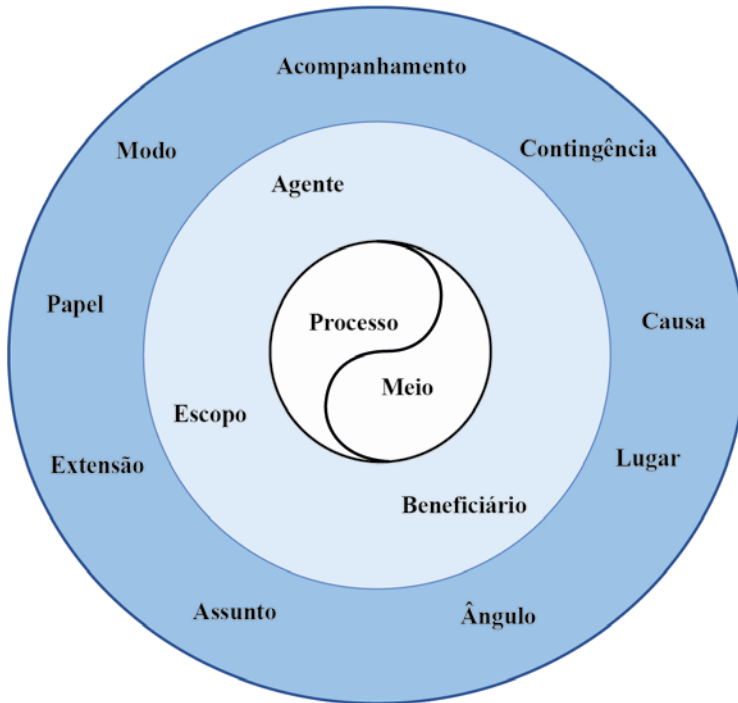 Acompanhamento
Modo
Contingência
Agente
Papel
Processo
Causa
Meio
Escopo
Extensão
Lugar
Beneficiário
Assunto
Ângulo